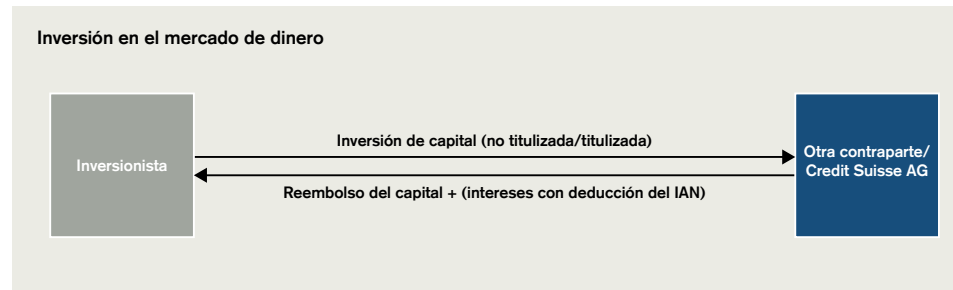 Inversión en el mercado de dinero
Inversión de capital (no titulizada/titulizada)
Inversionista
Otra contraparte/
Credit Suisse AG
Reembolso del capital + (intereses con deducción del IAN)